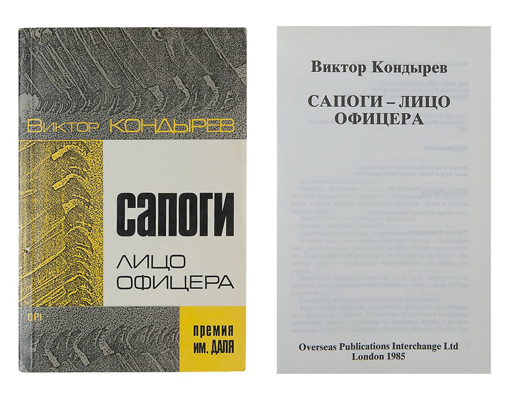 Виктор КОНДЫРЕВ
САПОГИ
ЛИЦО
ОФИЦЕРА
OPI
премия
им. ДАЛЯ
Виктор Кондырев
САПОГИ – ЛИЦО
ОФИЦЕРА
Overseas Publications Interchange Ltd
London 1985